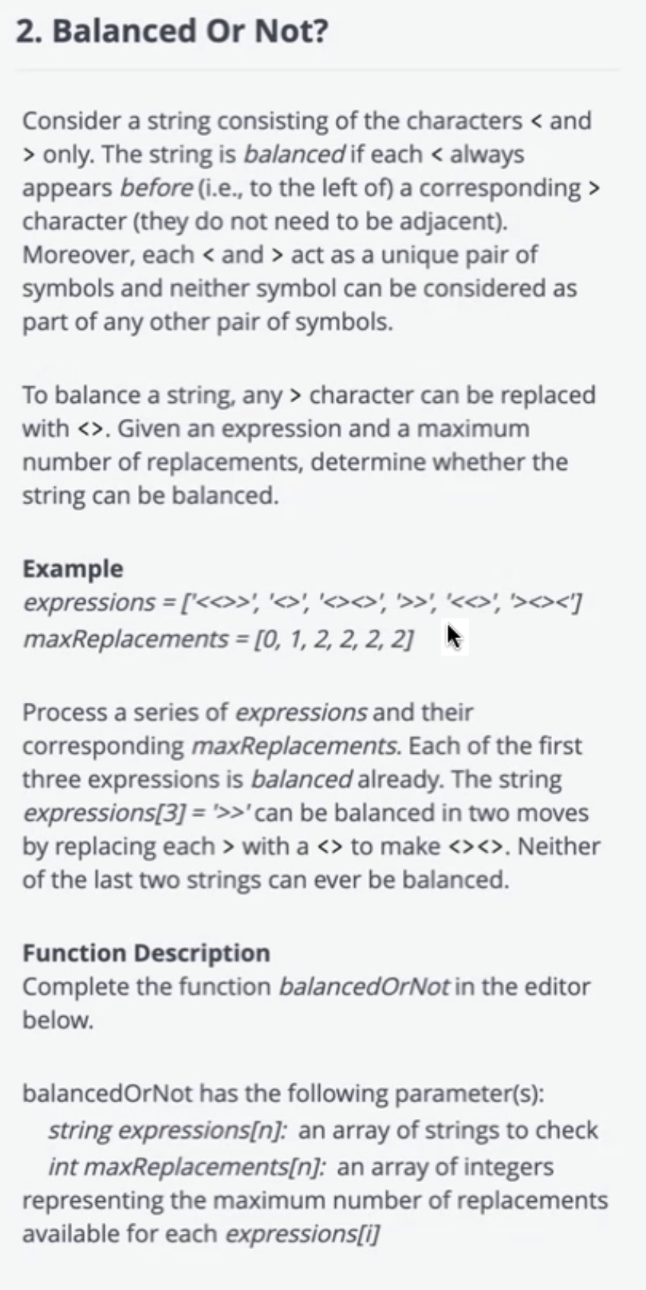 2. Balanced Or Not?
Consider a string consisting of the characters < and
> only. The string is balanced if each < always
appears before (i.e., to the left of) a corresponding >
character (they do not need to be adjacent).
Moreover, each < and > act as a unique pair of
symbols and neither symbol can be considered as
part of any other pair of symbols.
To balance a string, any > character can be replaced
with <>. Given an expression and a maximum
number of replacements, determine whether the
string can be balanced.
Example
expressions = ['<<>>', '<>', '<><>', '>>', '<<>', '><><']
maxReplacements = [0, 1, 2, 2, 2, 2]
Process a series of expressions and their
corresponding maxReplacements. Each of the first
three expressions is balanced already. The string
expressions[3] = '>>' can be balanced in two moves
by replacing each > with a <> to make <><>. Neither
of the last two strings can ever be balanced.
Function Description
Complete the function balancedOrNot in the editor
below.
balancedOrNot has the following parameter(s):
string expressions[n]: an array of strings to check
int maxReplacements[n]: an array of integers
representing the maximum number of replacements
available for each expressions[i]